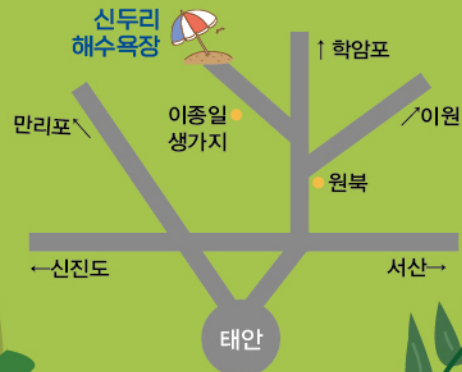 신두리
해수욕장
↑학암포
만리포↖
이종일
생가지
↗이원
원북
←신진도
서산→
태안